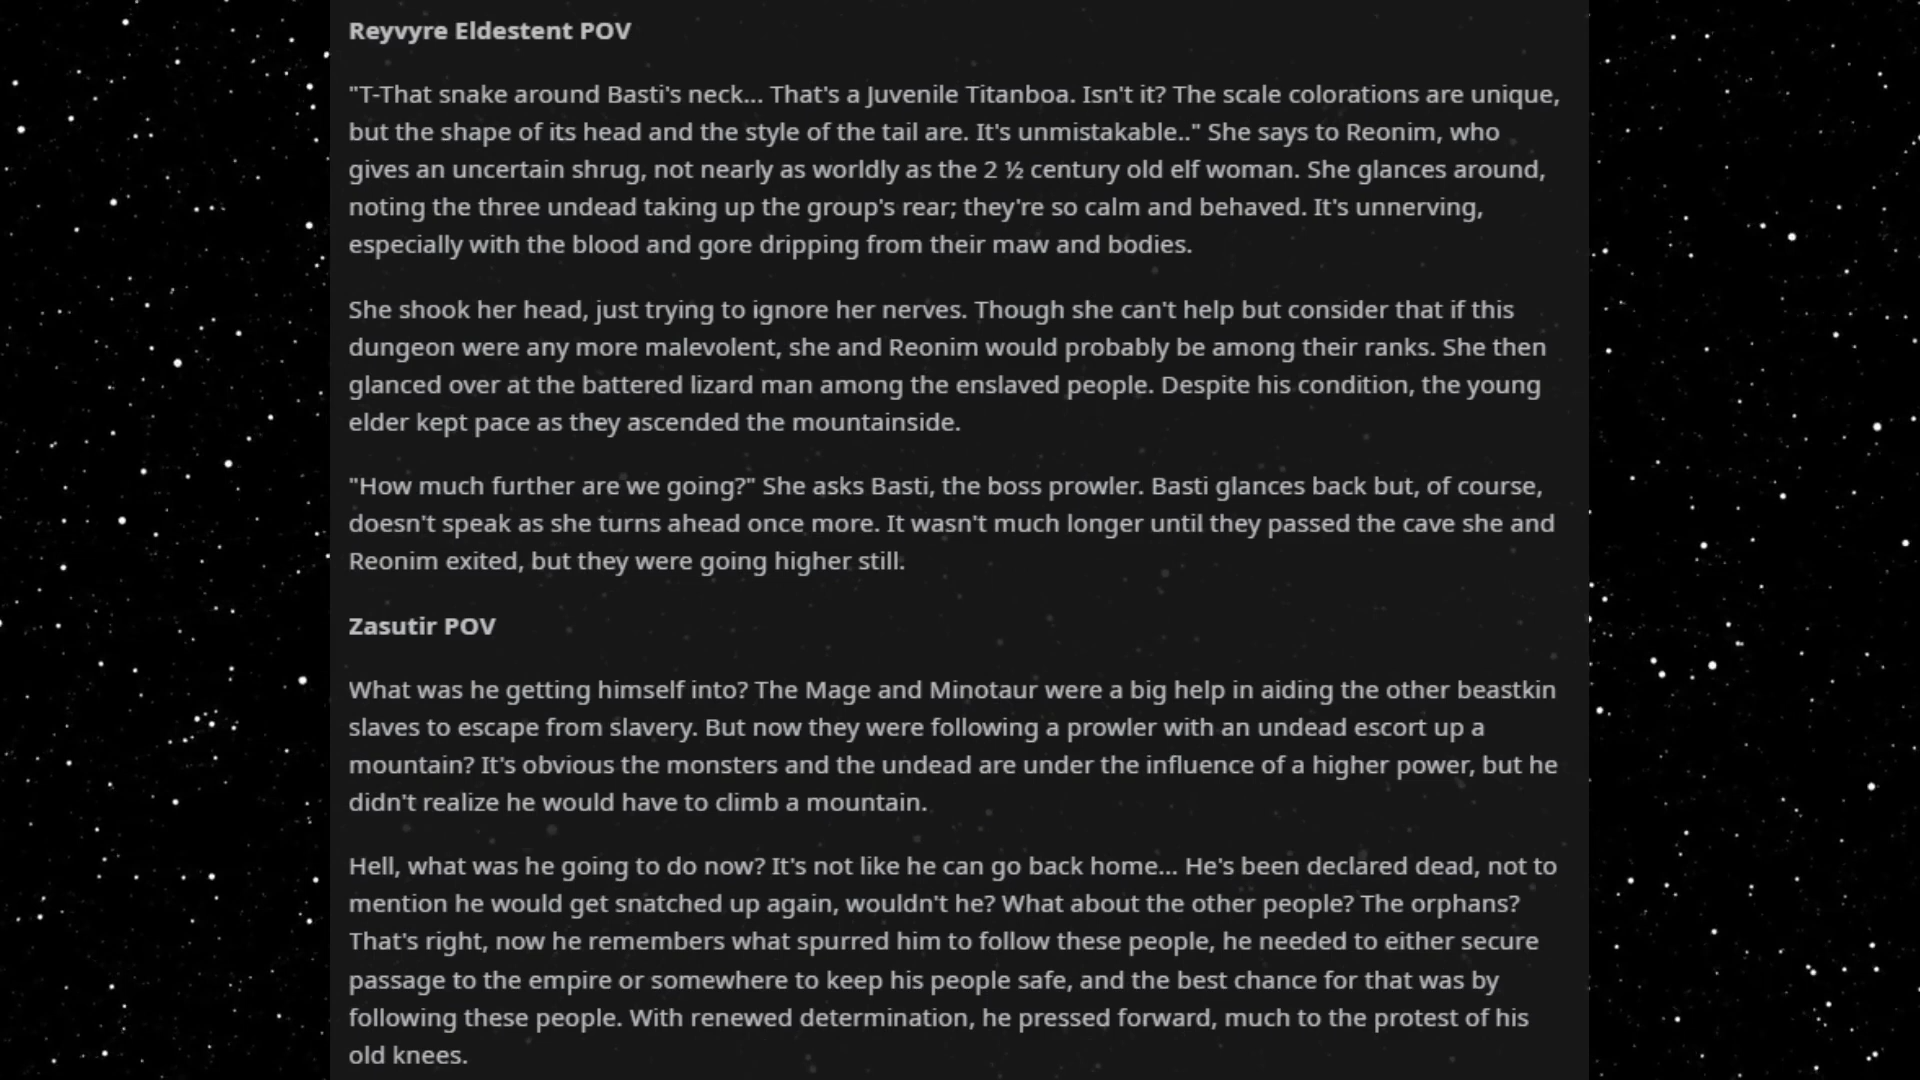 Reyvyre Eldestent POV
"T-That snake around Basti's neck... That's a Juvenile Titanboa. Isn't it? The scale colorations are unique,
but the shape of its head and the style of the tail are. It's unmistakable.." She says to Reonim, who
gives an uncertain shrug, not nearly as worldly as the 2 ½ century old elf woman. She glances around,
noting the three undead taking up the group's rear; they're so calm and behaved. It's unnerving,
especially with the blood and gore dripping from their maw and bodies.
She shook her head, just trying to ignore her nerves. Though she can't help but consider that if this
dungeon were any more malevolent, she and Reonim would probably be among their ranks. She then
glanced over at the battered lizard man among the enslaved people. Despite his condition, the young
elder kept pace as they ascended the mountainside.
"How much further are we going?" She asks Basti, the boss prowler. Basti glances back but, of course,
doesn't speak as she turns ahead once more. It wasn't much longer until they passed the cave she and
Reonim exited, but they were going higher still.
Zasutir POV
What was he getting himself into? The Mage and Minotaur were a big help in aiding the other beastkin
slaves to escape from slavery. But now they were following a prowler with an undead escort up a
mountain? It's obvious the monsters and the undead are under the influence of a higher power, but he
didn't realize he would have to climb a mountain.
Hell, what was he going to do now? It's not like he can go back home... He's been declared dead, not to
mention he would get snatched up again, wouldn't he? What about the other people? The orphans?
That's right, now he remembers what spurred him to follow these people, he needed to either secure
passage to the empire or somewhere to keep his people safe, and the best chance for that was by
following these people. With renewed determination, he pressed forward, much to the protest of his
old knees.